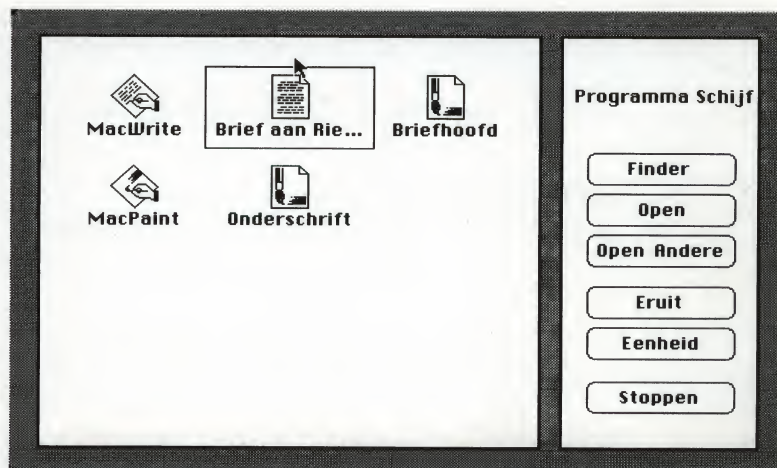 MacWrite
Brief aan Rie...
Briefhoofd
MacPaint
Onderschrift
Programma Schijf
Finder
Open
Open Andere
Eruit
Eenheid
Stoppen